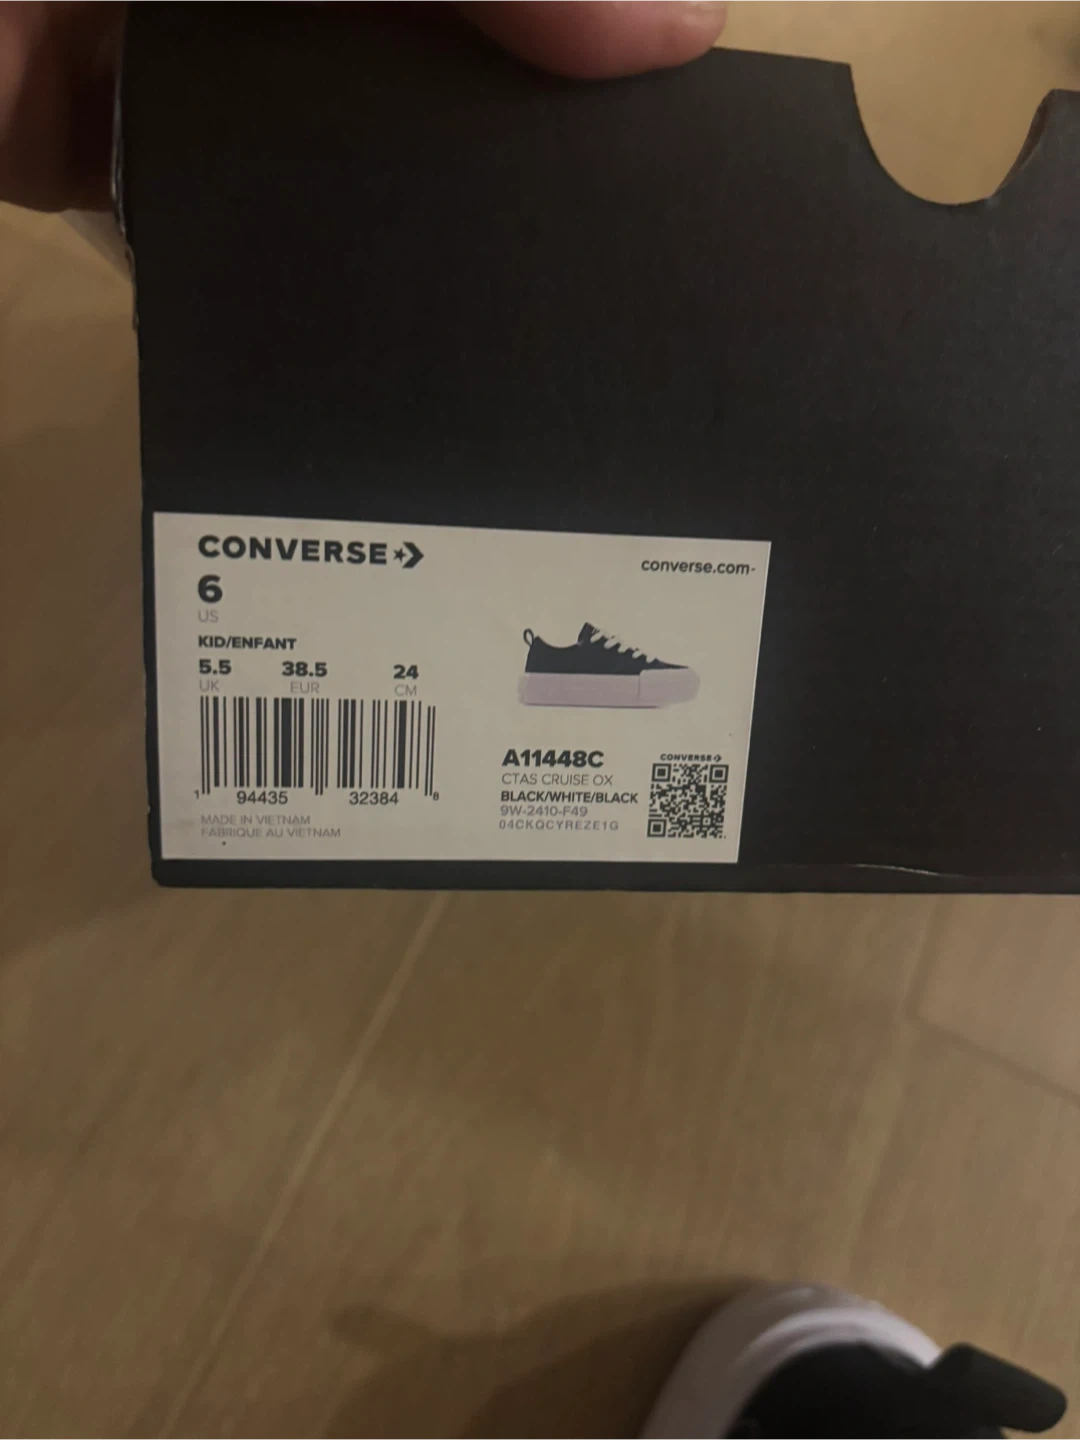 CONVERSE
converse.com-
6
US
KID/ENFANT
5.5 38.5 24
UK EUR CM
1 94435 32384 8
MADE IN VIETNAM
FABRIQUE AU VIETNAM
A11448C
CTAS CRUISE OX
BLACK/WHITE/BLACK
9W-2410-F49
04CKQCYREZE1G
CONVERSE